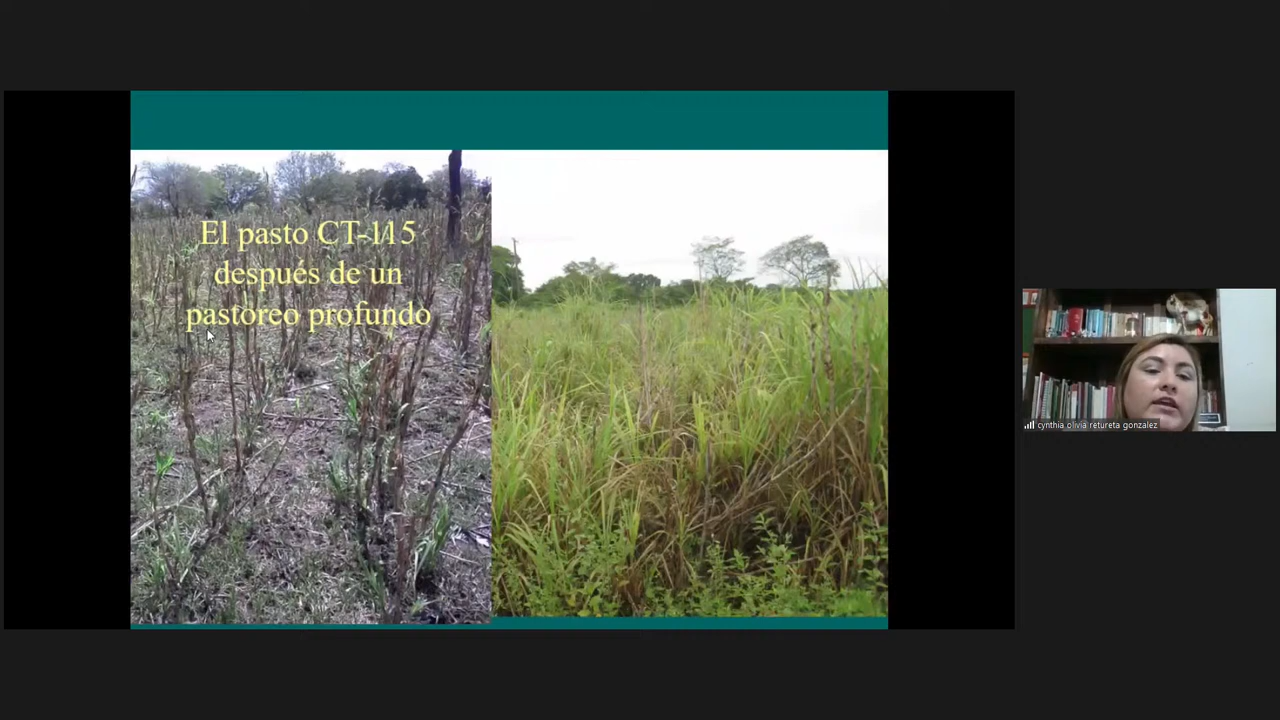 El pasto CT-115
después de un
pastoreo profundo
cynthia olivia retureta gonzalez